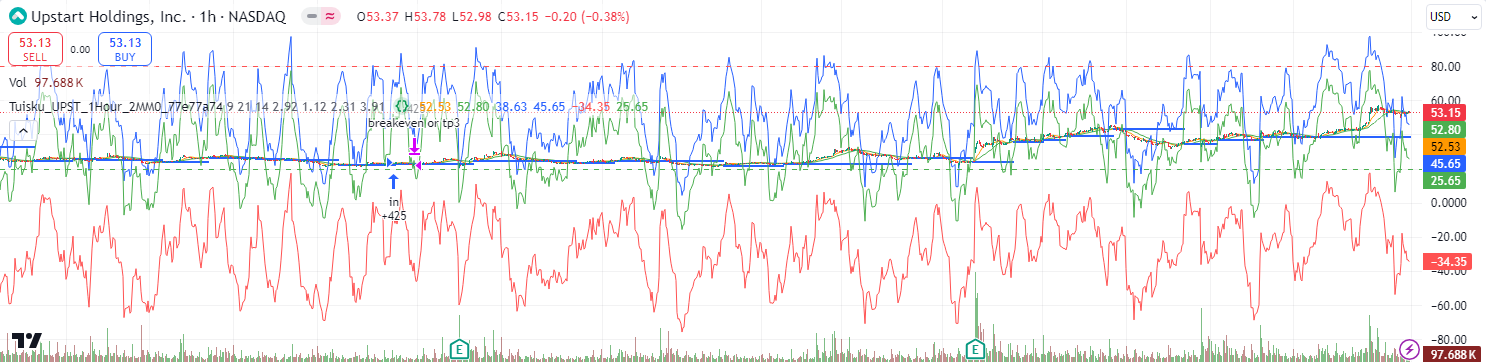 Upstart Holdings, Inc. · 1h · NASDAQ
O53.37 H53.78 L52.98 C53.15 −0.20 (−0.38%)
USD
53.13
SELL
0.00
53.13
BUY
Vol 97.688 K
Tuisku_UPST_1Hour_2MM0_77e77a74 9 21 14 2.92 1.12 2.31 3.91 52.53 52.80 38.63 45.65 −34.35 25.65
breakeven or tp3
in
+425
80.00
60.00
53.15
52.80
52.53
45.65
25.65
0.0000
−20.00
−34.35
−40.00
−60.00
−80.00
97.688 K
E
E